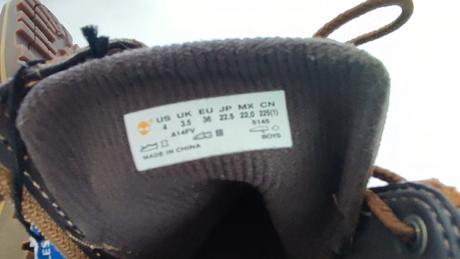 US UK EU JP MX CN
4 3.5 36 22.5 22.0 225(1)
A14FV 5145
BOYS
MADE IN CHINA